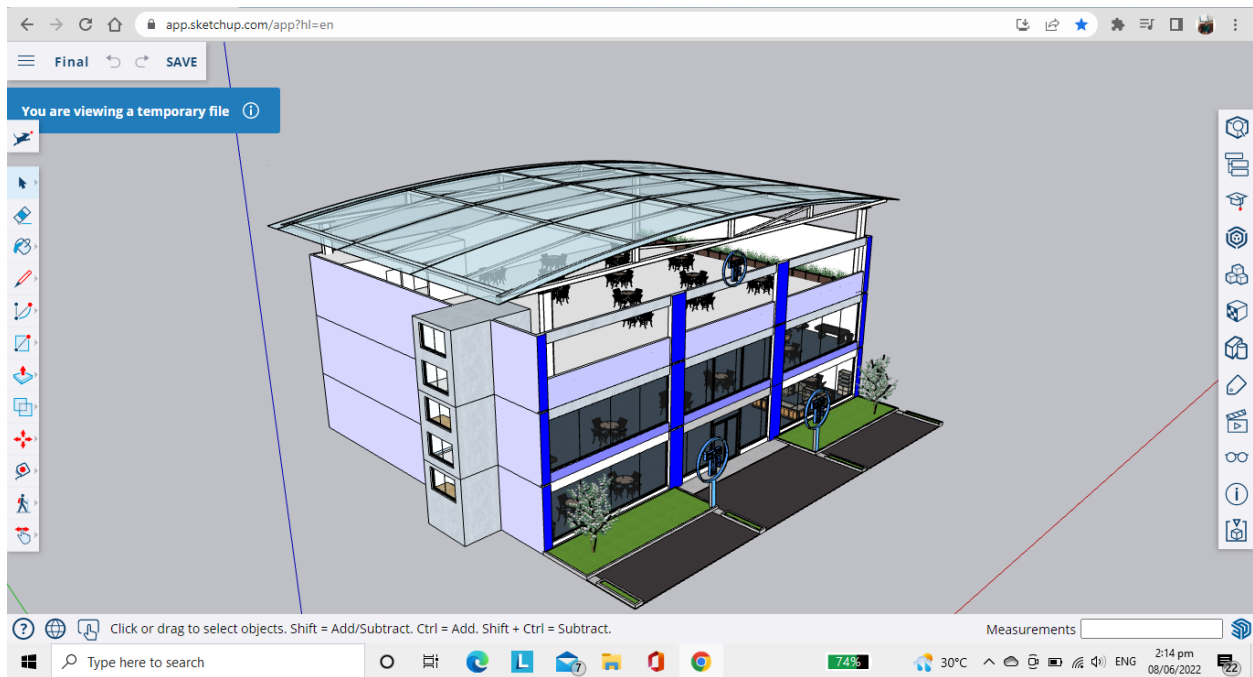 app.sketchup.com/app?hl=en
Final SAVE
You are viewing a temporary file
Click or drag to select objects. Shift = Add/Subtract. Ctrl = Add. Shift + Ctrl = Subtract.
Measurements
Type here to search
L
7
74%
30°C
ENG
2:14 pm
08/06/2022
22